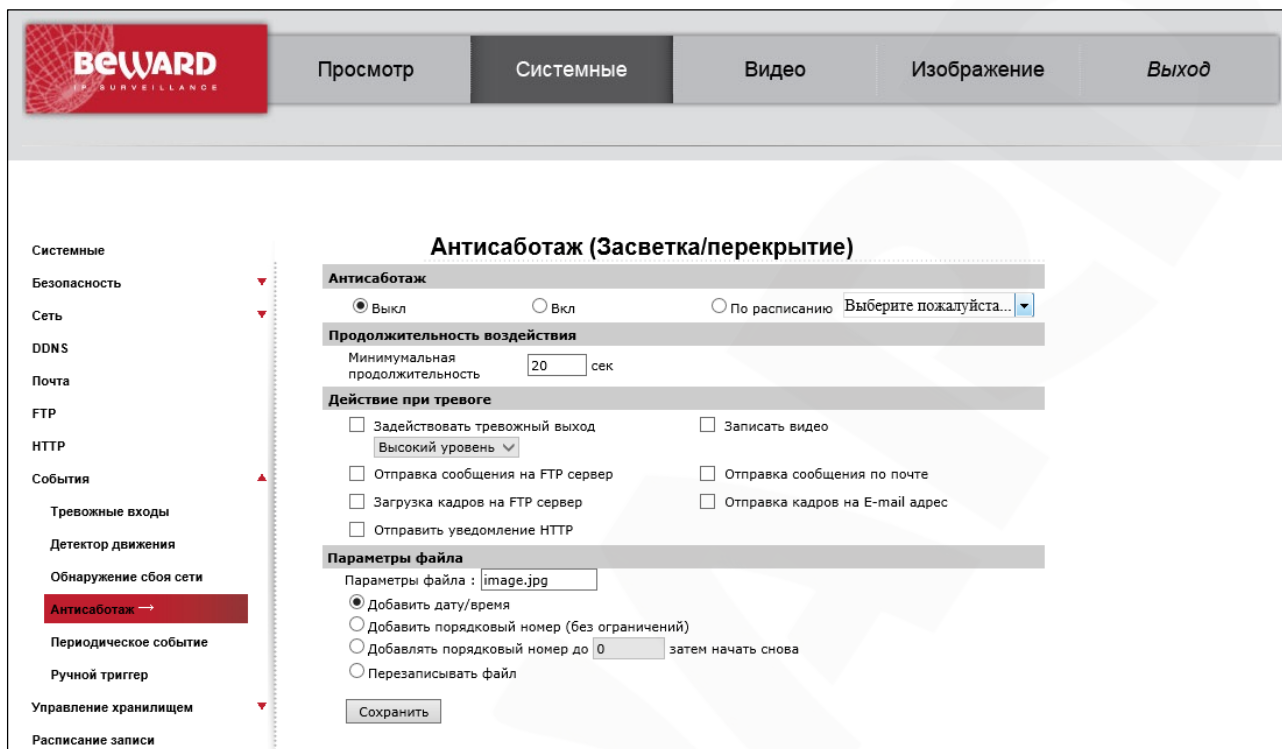 BEWARD
IP SURVEILLANCE
Просмотр
Системные
Видео
Изображение
Выход
Системные
Безопасность
Сеть
DDNS
Почта
FTP
HTTP
События
Тревожные входы
Детектор движения
Обнаружение сбоя сети
Антисаботаж →
Периодическое событие
Ручной триггер
Управление хранилищем
Расписание записи
Антисаботаж (Засветка/перекрытие)
Антисаботаж
Выкл Вкл По расписанию Выберите пожалуйста...
Продолжительность воздействия
Минимумальная
продолжительность 20 сек
Действие при тревоге
Задействовать тревожный выход Записать видео
Высокий уровень
Отправка сообщения на FTP сервер Отправка сообщения по почте
Загрузка кадров на FTP сервер Отправка кадров на E-mail адрес
Отправить уведомление HTTP
Параметры файла
Параметры файла : image.jpg
Добавить дату/время
Добавить порядковый номер (без ограничений)
Добавлять порядковый номер до 0 затем начать снова
Перезаписывать файл
Сохранить